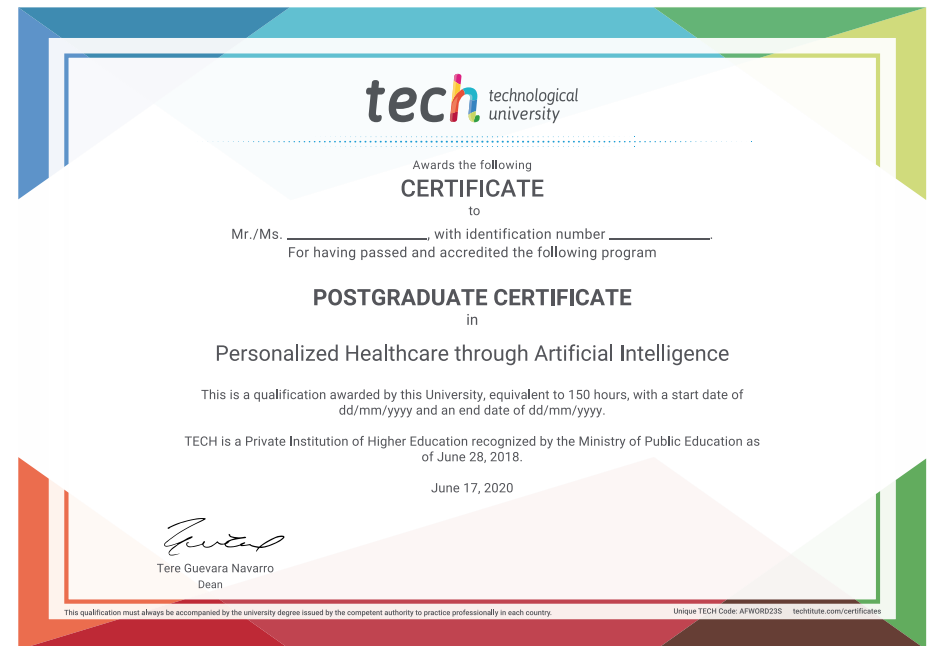 tech technological
university
Awards the following
CERTIFICATE
to
Mr./Ms. ____________________, with identification number ______________.
For having passed and accredited the following program
POSTGRADUATE CERTIFICATE
in
Personalized Healthcare through Artificial Intelligence
This is a qualification awarded by this University, equivalent to 150 hours, with a start date of
dd/mm/yyyy and an end date of dd/mm/yyyy.
TECH is a Private Institution of Higher Education recognized by the Ministry of Public Education as
of June 28, 2018.
June 17, 2020
Tere Guevara Navarro
Dean
This qualification must always be accompanied by the university degree issued by the competent authority to practice professionally in each country.
Unique TECH Code: AFWORD23S techtitute.com/certificates